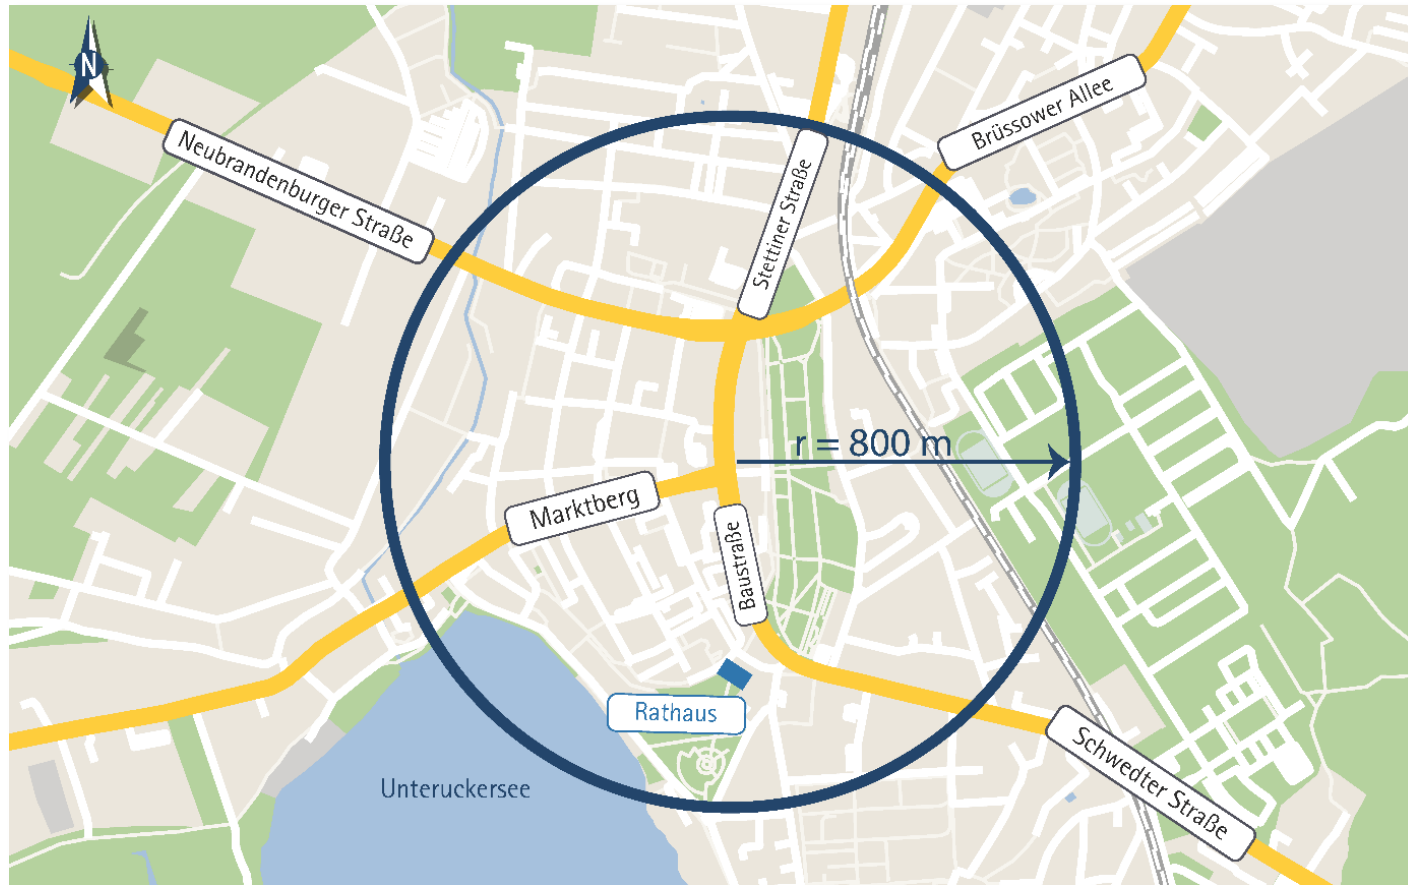 N
Neubrandenburger Straße
Stettiner Straße
Brüssower Allee
r = 800 m
Marktberg
Baustraße
Rathaus
Schwedter Straße
Unteruckersee